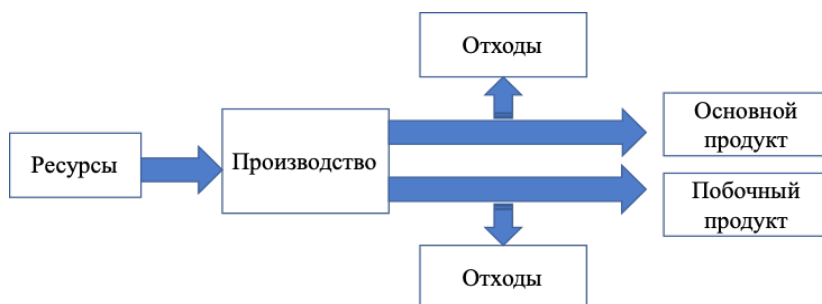 Отходы
Ресурсы
Производство
Основной
продукт
Побочный
продукт
Отходы